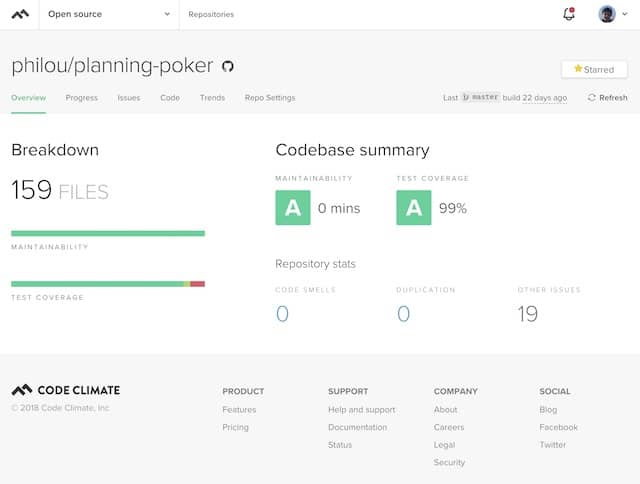 Open source
Repositories
philou/planning-poker
Starred
Overview Progress Issues Code Trends Repo Settings
Last master build 22 days ago Refresh
Breakdown
159 FILES
MAINTAINABILITY
TEST COVERAGE
Codebase summary
MAINTAINABILITY
A 0 mins
TEST COVERAGE
A 99%
Repository stats
CODE SMELLS
0
DUPLICATION
0
OTHER ISSUES
19
CODE CLIMATE
© 2018 Code Climate, Inc
PRODUCT
Features
Pricing
SUPPORT
Help and support
Documentation
Status
COMPANY
About
Careers
Legal
Security
SOCIAL
Blog
Facebook
Twitter